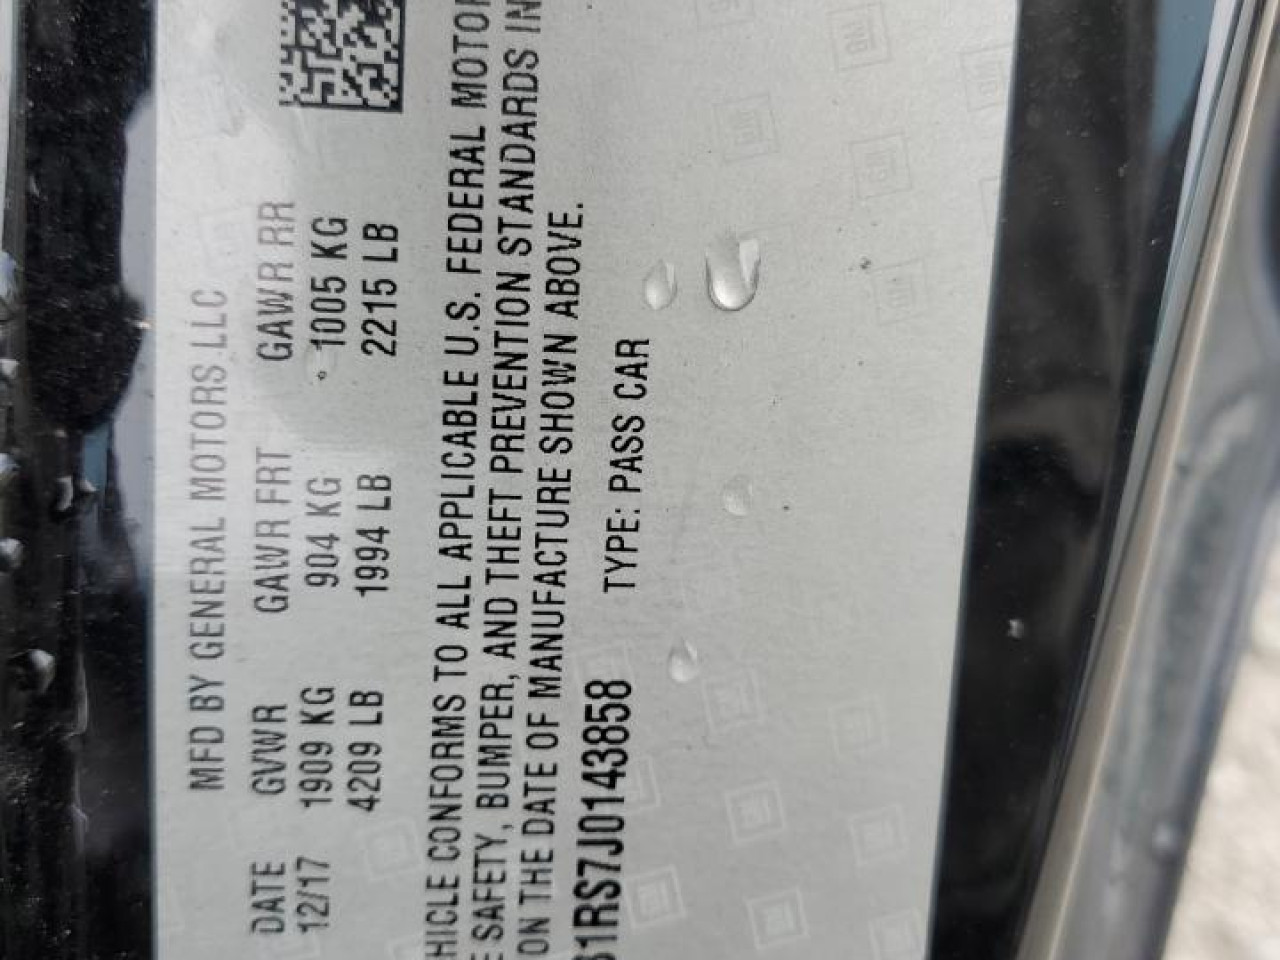 MFD BY GENERAL MOTORS LLC
DATE GVWR GAWR FRT GAWR RR
12/17 1909 KG 904 KG 1005 KG
4209 LB 1994 LB 2215 LB
HICLE CONFORMS TO ALL APPLICABLE U.S. FEDERAL MOTOR
E SAFETY, BUMPER, AND THEFT PREVENTION STANDARDS IN
ON THE DATE OF MANUFACTURE SHOWN ABOVE.
1RS7J0143858 TYPE: PASS CAR